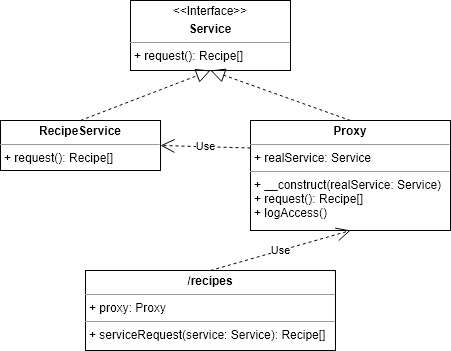 <<Interface>>
Service
+ request(): Recipe[]
RecipeService
+ request(): Recipe[]
Use
Proxy
+ realService: Service
+ __construct(realService: Service)
+ request(): Recipe[]
+ logAccess()
Use
/recipes
+ proxy: Proxy
+ serviceRequest(service: Service): Recipe[]